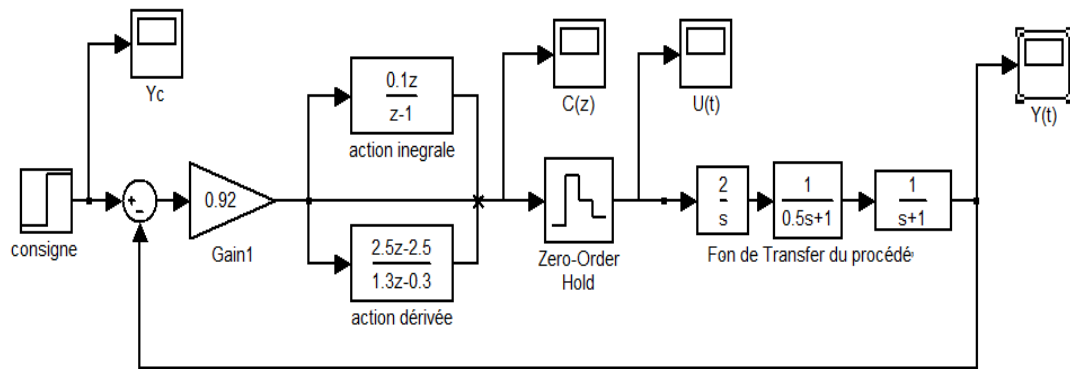 Yc
C(z)
U(t)
Y(t)
0.1z
z-1
action inegrale
consigne
+
−
0.92
Gain1
2.5z-2.5
1.3z-0.3
action dérivée
Zero-Order
Hold
2
s
1
0.5s+1
1
s+1
Fon de Transfer du procédé